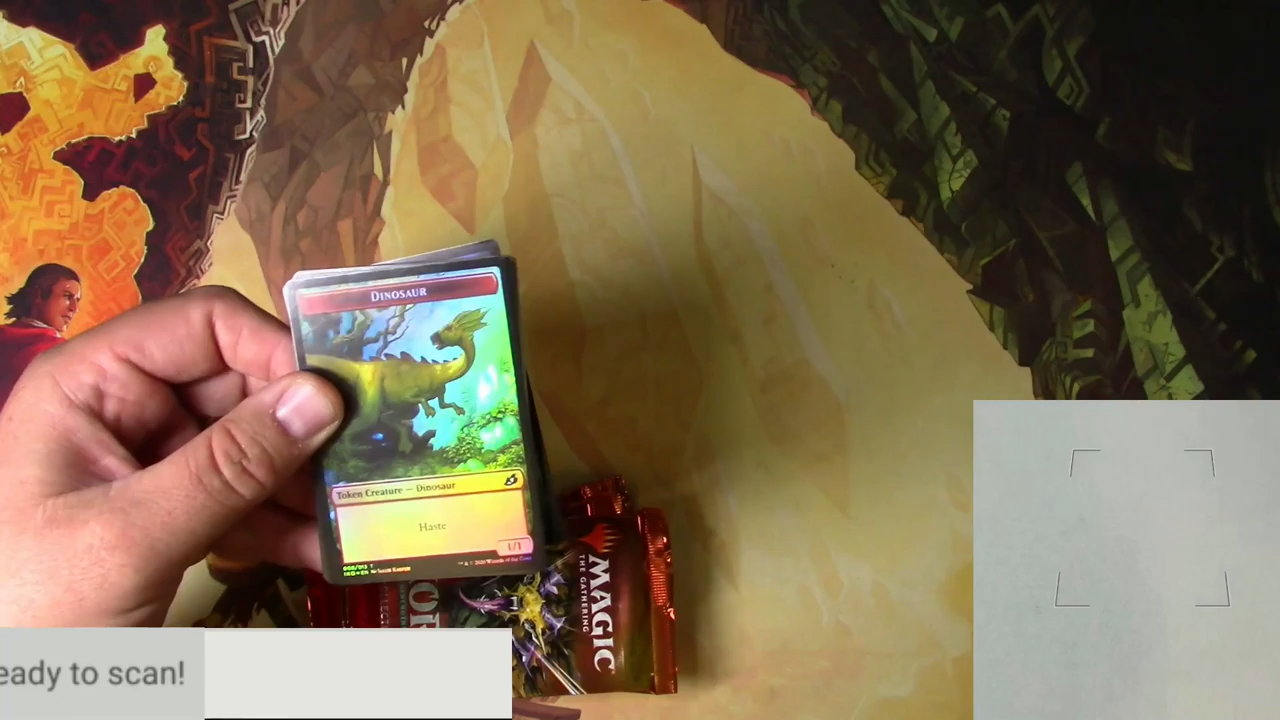 DINOSAUR
Token Creature — Dinosaur
Haste
1/1
MAGIC
THE GATHERING
eady to scan!